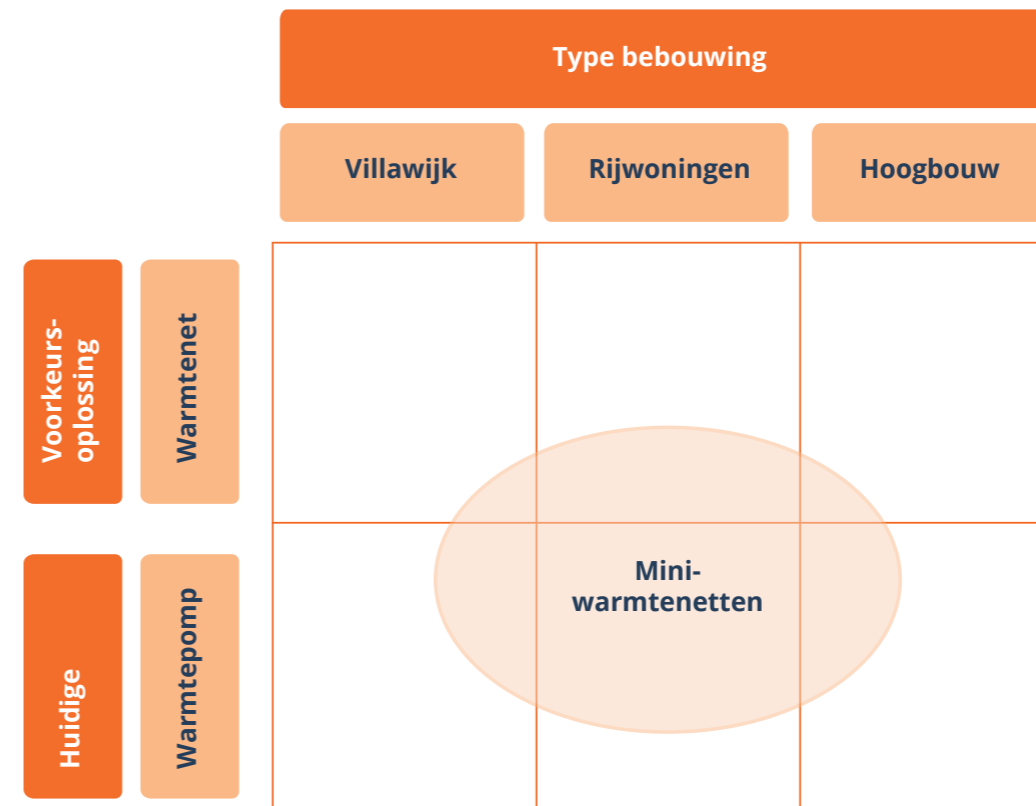 Type bebouwing
Villawijk
Rijwoningen
Hoogbouw
Voorkeurs-
oplossing
Warmtenet
Mini-
warmtenetten
Huidige
Warmtepomp